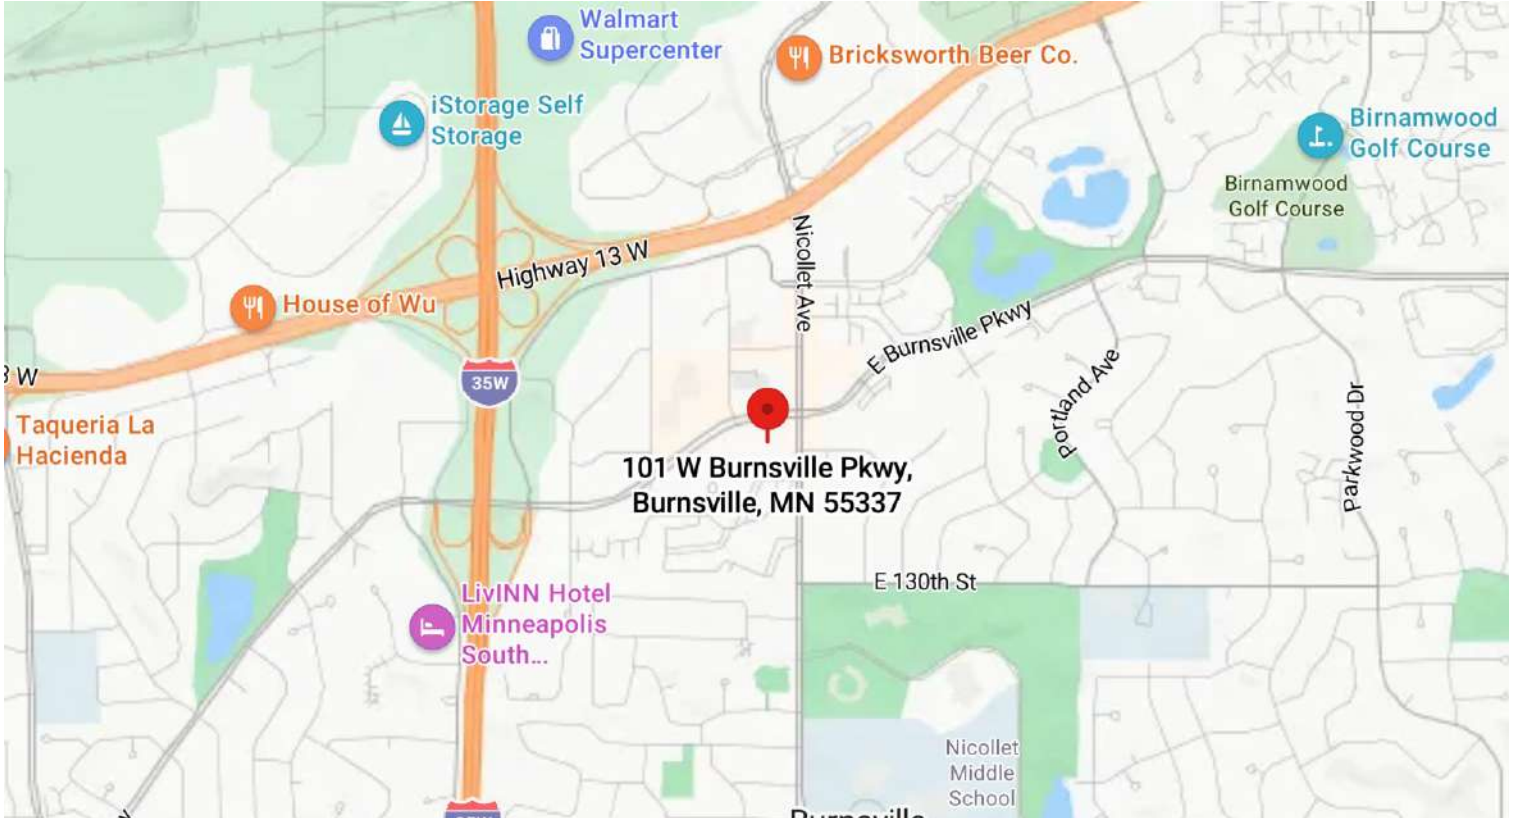 Walmart
Supercenter
Bricksworth Beer Co.
iStorage Self
Storage
Birnamwood
Golf Course
Birnamwood
Golf Course
Nicollet Ave
Highway 13 W
House of Wu
E Burnsville Pkwy
35W
W
Portland Ave
Parkwood Dr
Taqueria La
Hacienda
101 W Burnsville Pkwy,
Burnsville, MN 55337
E 130th St
LivINN Hotel
Minneapolis
South...
Nicollet
Middle
School
Burnsville